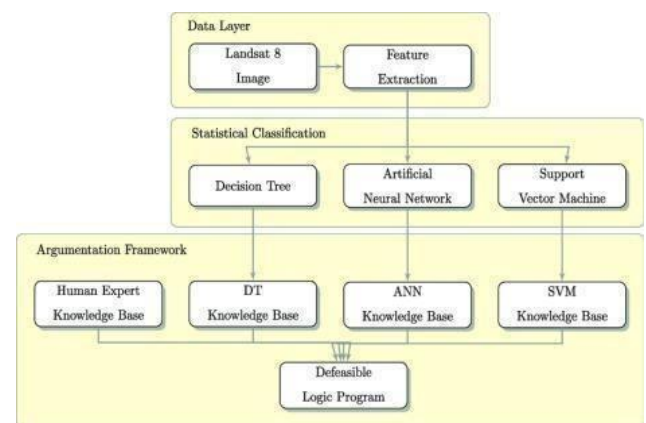 Data Layer
Landsat 8
Image
Feature
Extraction
Statistical Classification
Decision Tree
Artificial
Neural Network
Support
Vector Machine
Argumentation Framework
Human Expert
Knowledge Base
DT
Knowledge Base
ANN
Knowledge Base
SVM
Knowledge Base
Defeasible
Logic Program